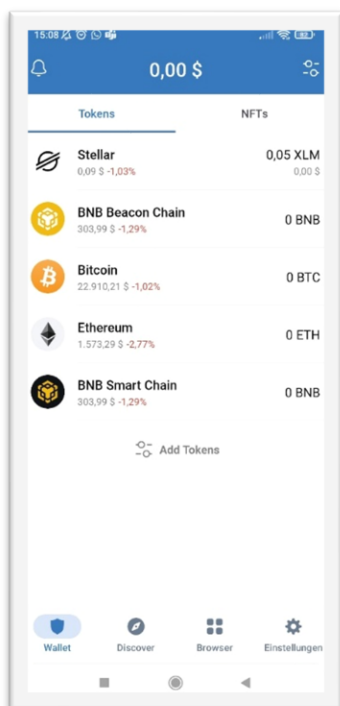 15:08
82
0,00 $
Tokens
NFTs
Stellar
0,05 XLM
0,09 $ -1,03%
0,00 $
BNB Beacon Chain
0 BNB
303,99 $ -1,29%
Bitcoin
0 BTC
22.910,21 $ -1,02%
Ethereum
0 ETH
1.573,29 $ -2,77%
BNB Smart Chain
0 BNB
303,99 $ -1,29%
Add Tokens
Wallet
Discover
Browser
Einstellungen